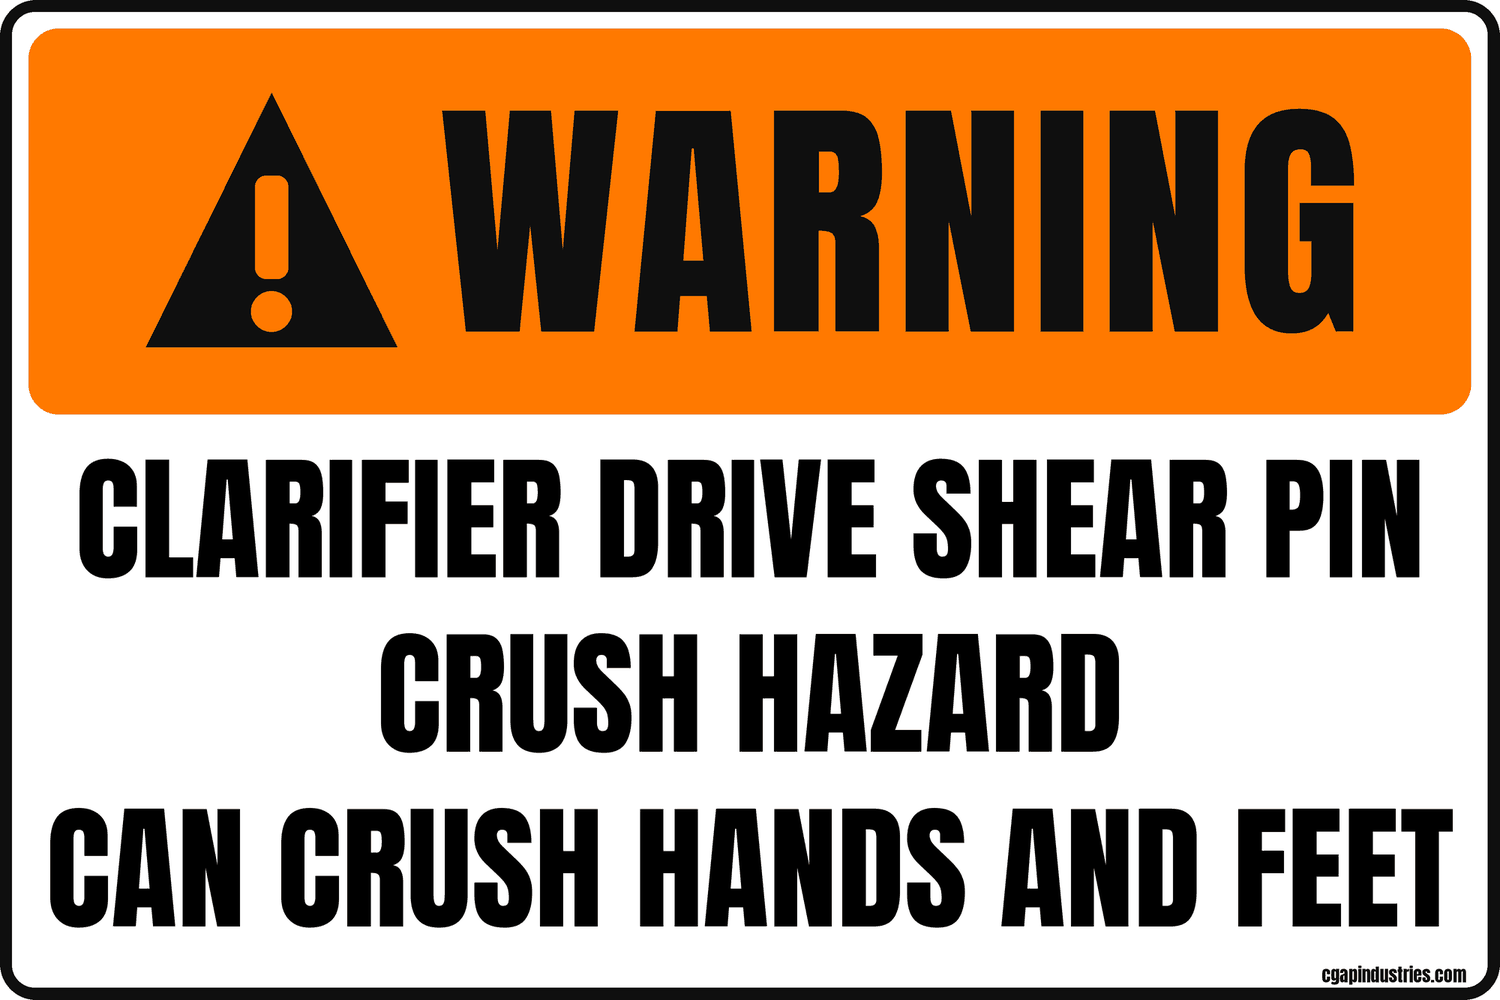 WARNING
CLARIFIER DRIVE SHEAR PIN
CRUSH HAZARD
CAN CRUSH HANDS AND FEET
cgapindustries.com